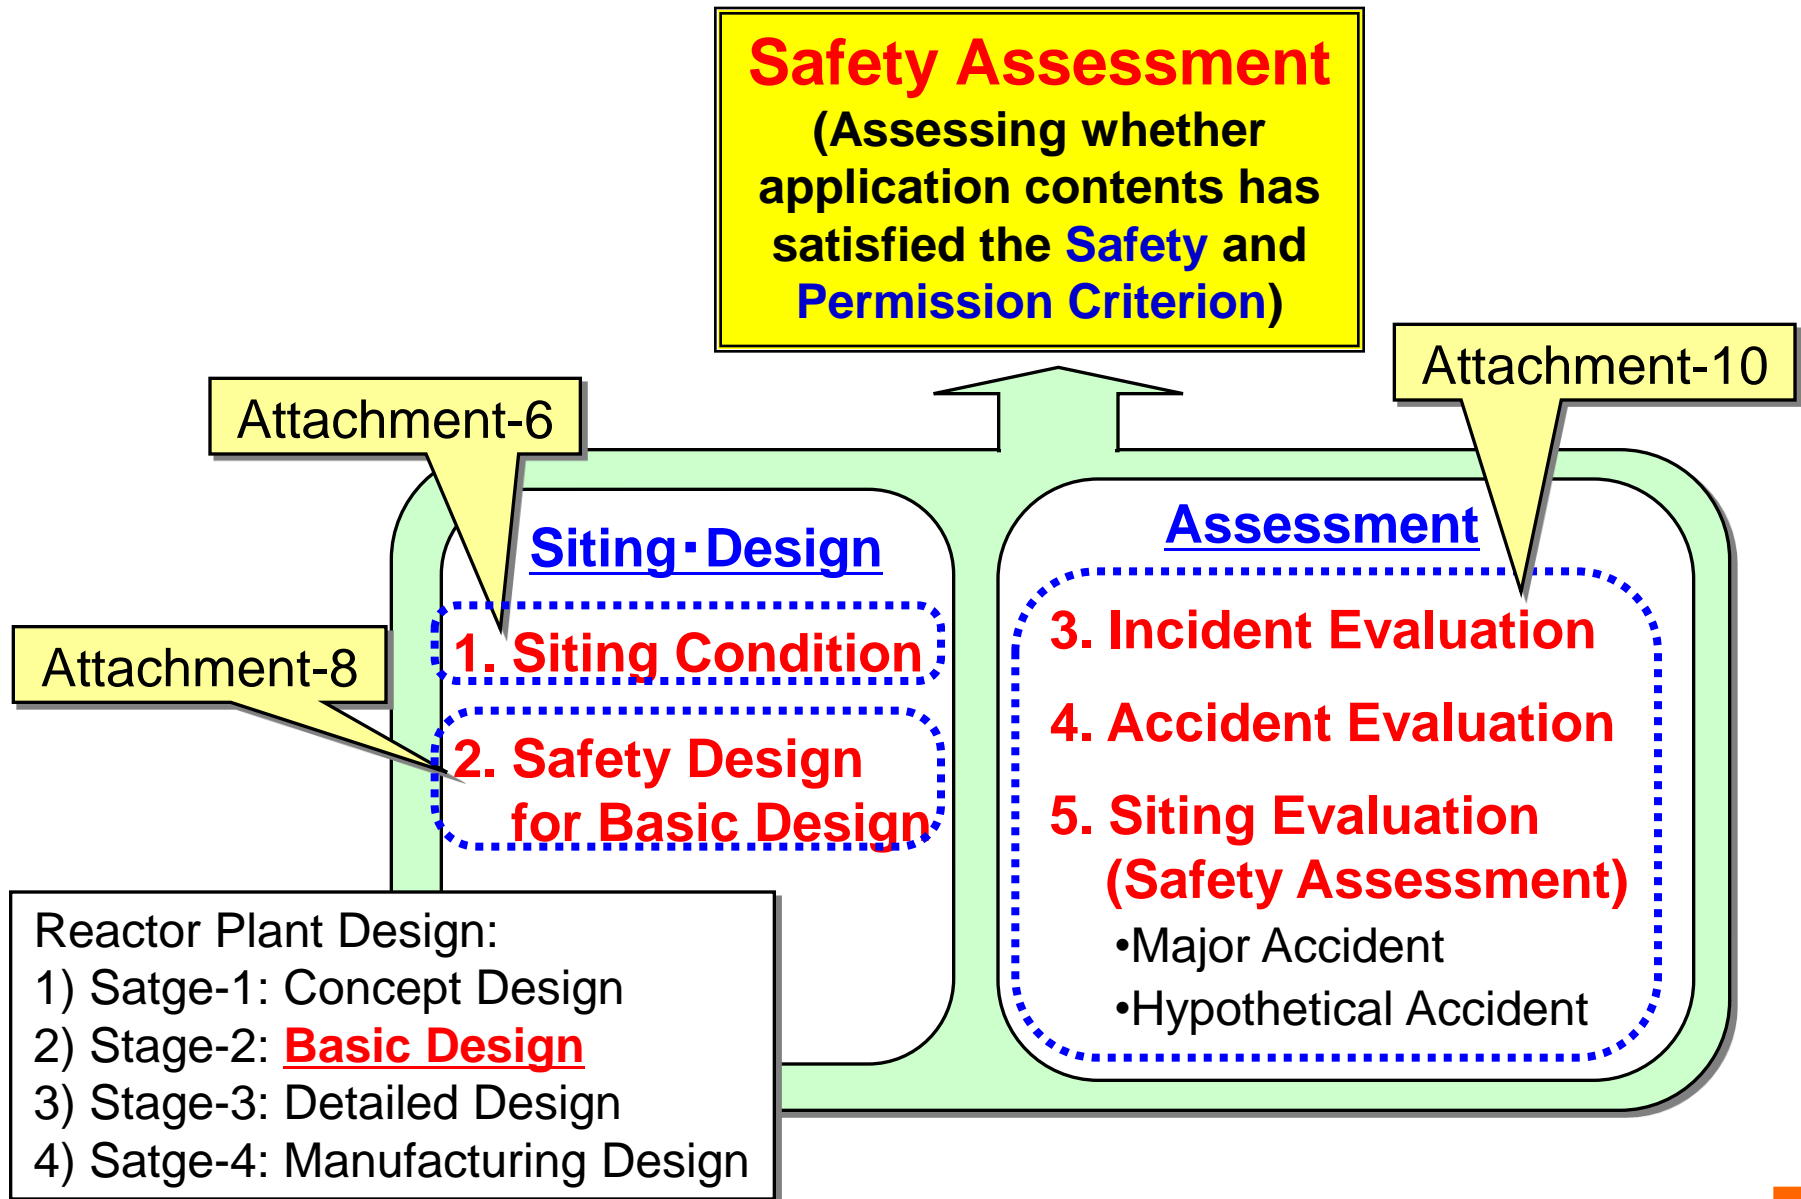 Safety Assessment
(Assessing whether
application contents has
satisfied the Safety and
Permission Criterion)
Attachment-10
Attachment-6
Siting･Design
1. Siting Condition
Attachment-8
2. Safety Design
for Basic Design
Assessment
3. Incident Evaluation
4. Accident Evaluation
5. Siting Evaluation
(Safety Assessment)
•Major Accident
•Hypothetical Accident
Reactor Plant Design:
1) Satge-1: Concept Design
2) Stage-2: Basic Design
3) Stage-3: Detailed Design
4) Satge-4: Manufacturing Design